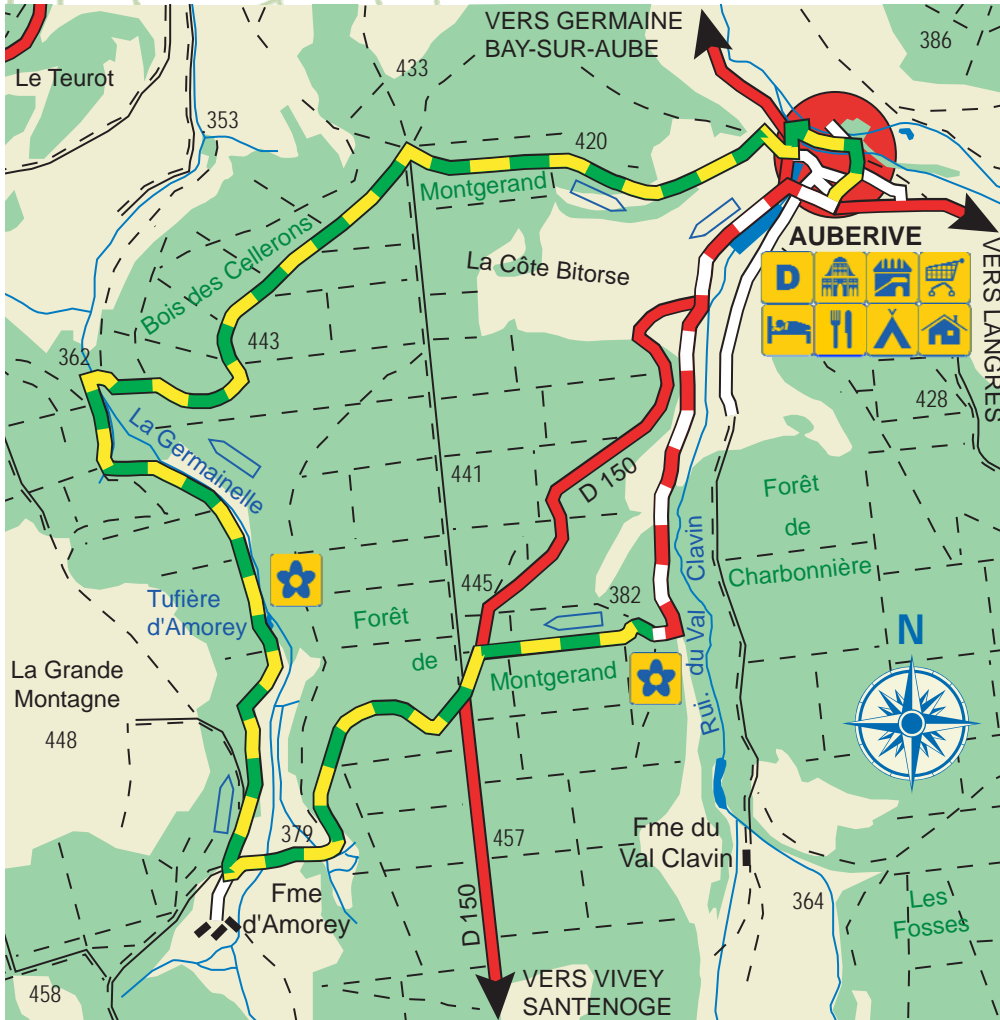 VERS GERMAINE
BAY-SUR-AUBE
386
Le Teurot
433
353
420
Montgerand
AUBERIVE
D
VERS LANGRES
La Côte Bitorse
Bois des Cellerons
443
362
428
La Germainelle
441
D 150
Forêt
de
Charbonnière
Rui. du Val Clavin
445
382
Tufière
d'Amorey
Forêt
de
Montgerand
N
La Grande
Montagne
448
379
457
Fme du
Val Clavin
Fme
d'Amorey
D 150
364
Les
Fosses
458
VERS VIVEY
SANTENOGE